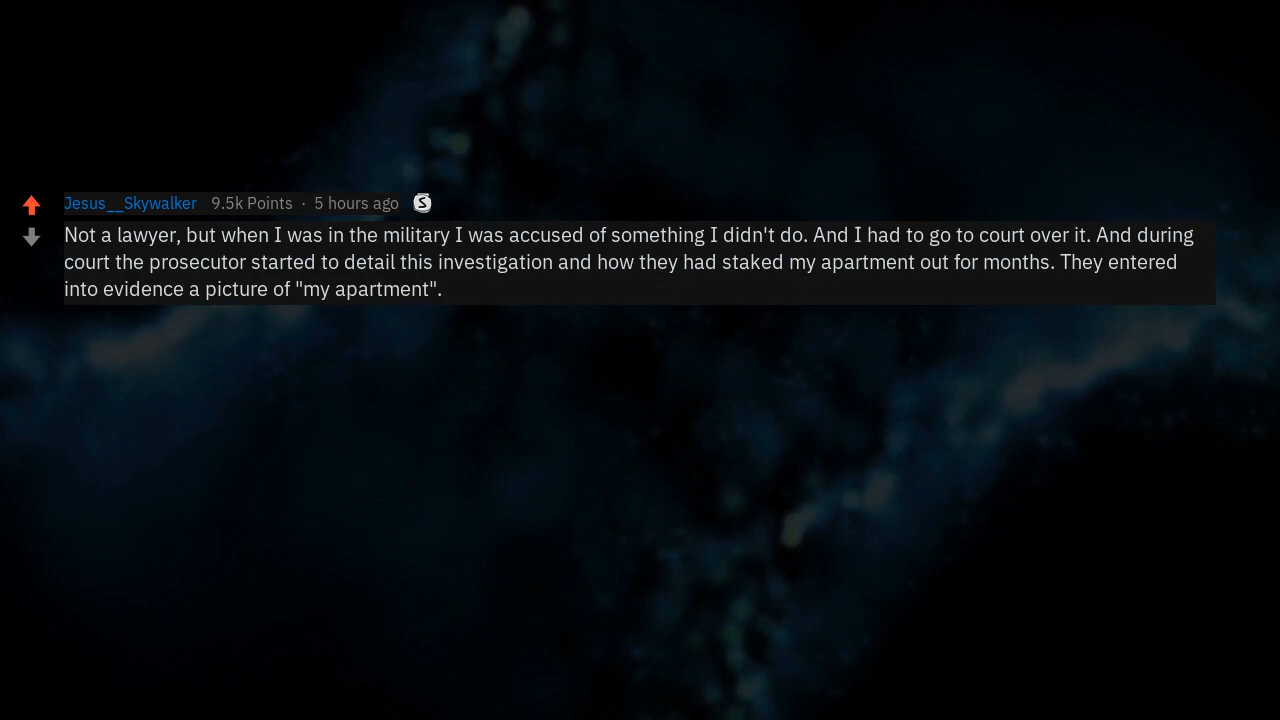 Jesus__Skywalker 9.5k Points · 5 hours ago S
Not a lawyer, but when I was in the military I was accused of something I didn't do. And I had to go to court over it. And during
court the prosecutor started to detail this investigation and how they had staked my apartment out for months. They entered
into evidence a picture of "my apartment".